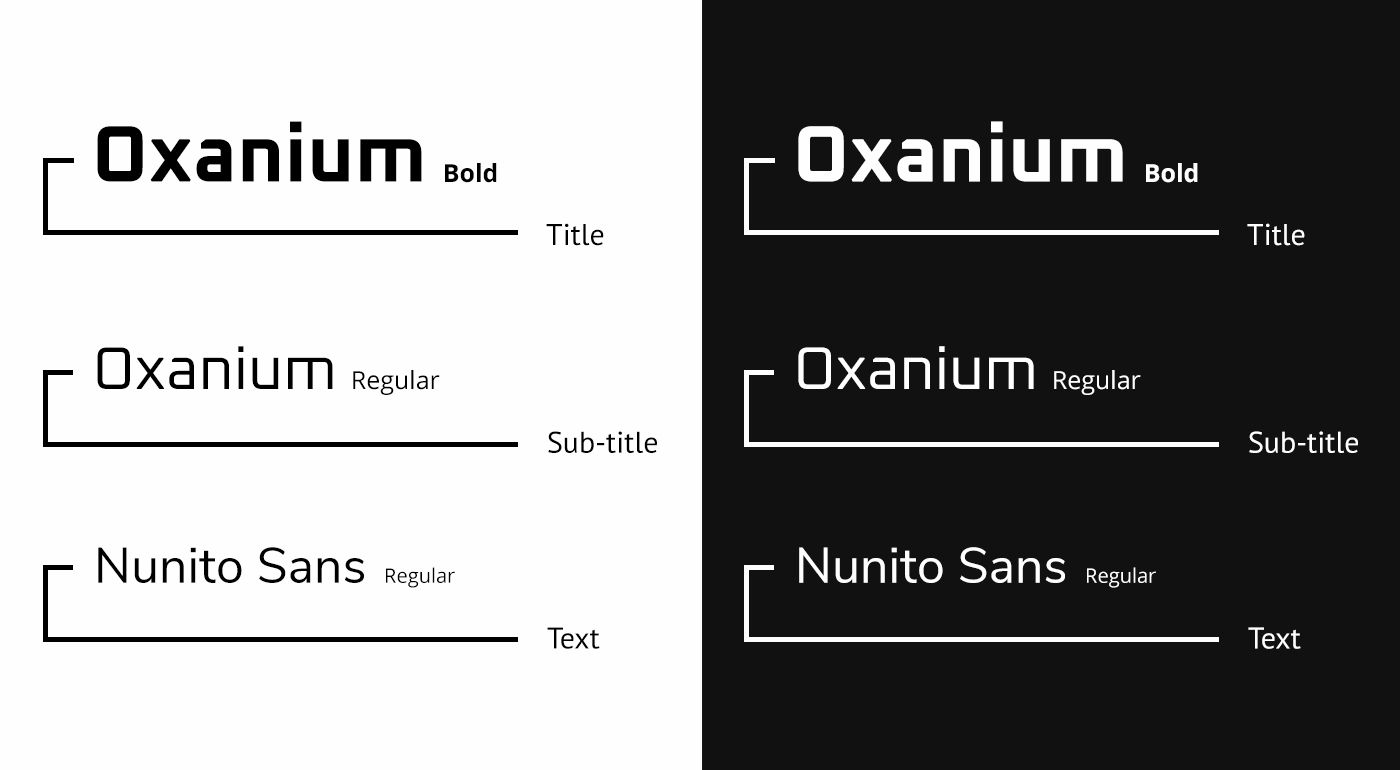 Oxanium Bold
Title
Oxanium Regular
Sub-title
Nunito Sans Regular
Text
Oxanium Bold
Title
Oxanium Regular
Sub-title
Nunito Sans Regular
Text